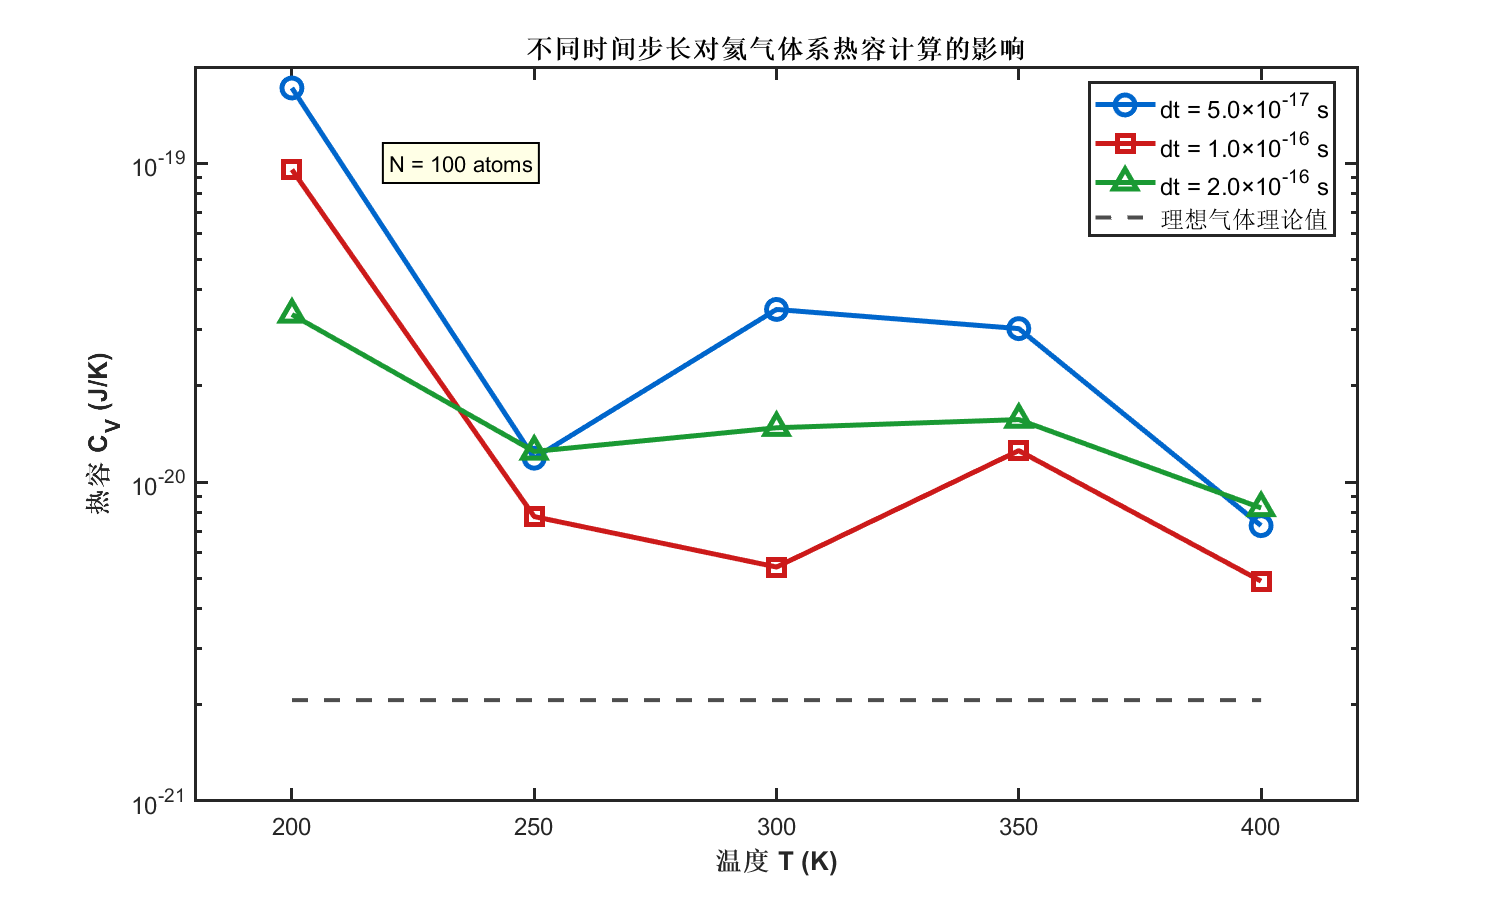 不同时间步长对氦气体系热容计算的影响
dt = 5.0×10⁻¹⁷ s
dt = 1.0×10⁻¹⁶ s
dt = 2.0×10⁻¹⁶ s
理想气体理论值
N = 100 atoms
10⁻¹⁹
10⁻²⁰
10⁻²¹
热容 C_V (J/K)
200 250 300 350 400
温度 T (K)